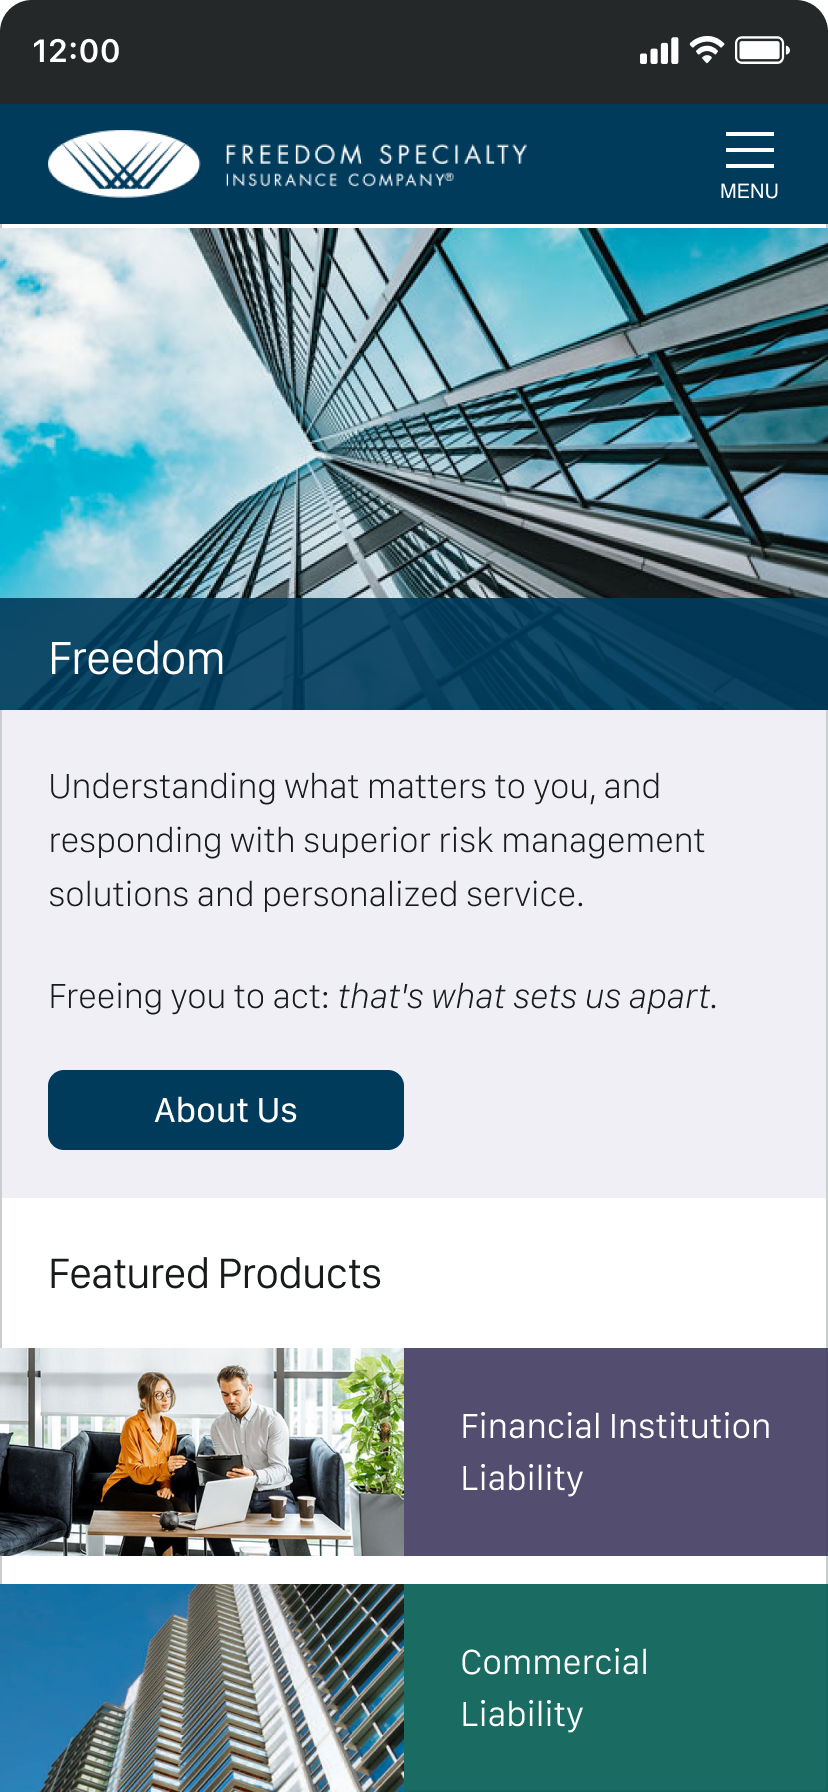 12:00
FREEDOM SPECIALTY
INSURANCE COMPANY®
MENU
Freedom
Understanding what matters to you, and
responding with superior risk management
solutions and personalized service.
Freeing you to act: that's what sets us apart.
About Us
Featured Products
Financial Institution
Liability
Commercial
Liability